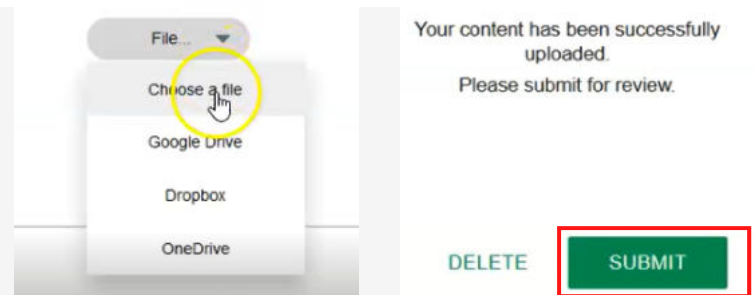 File...
Choose a file
Google Drive
Dropbox
OneDrive
Your content has been successfully
uploaded.
Please submit for review.
DELETE SUBMIT